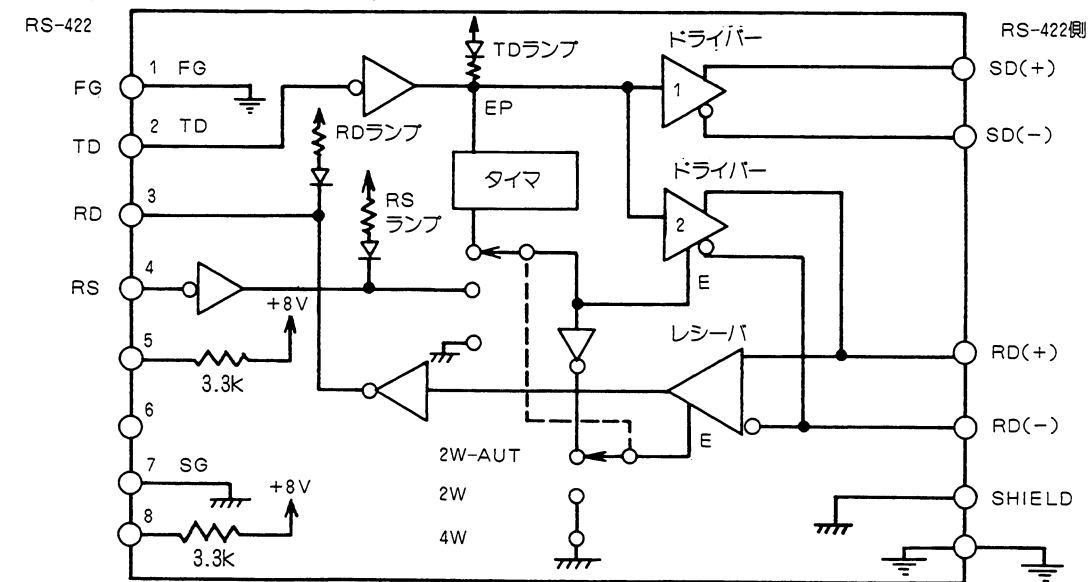 RS-422
RS-422側
FG
1 FG
TDランプ
ドライバー
1
SD(+)
EP
TD
2 TD
RDランプ
SD(-)
タイマ
ドライバー
2
E
RD
3
RS
ランプ
RS
4
+8V
5
3.3K
レシーバ
E
RD(+)
6
RD(-)
2W-AUT
7 SG
+8V
2W
SHIELD
8
3.3K
4W